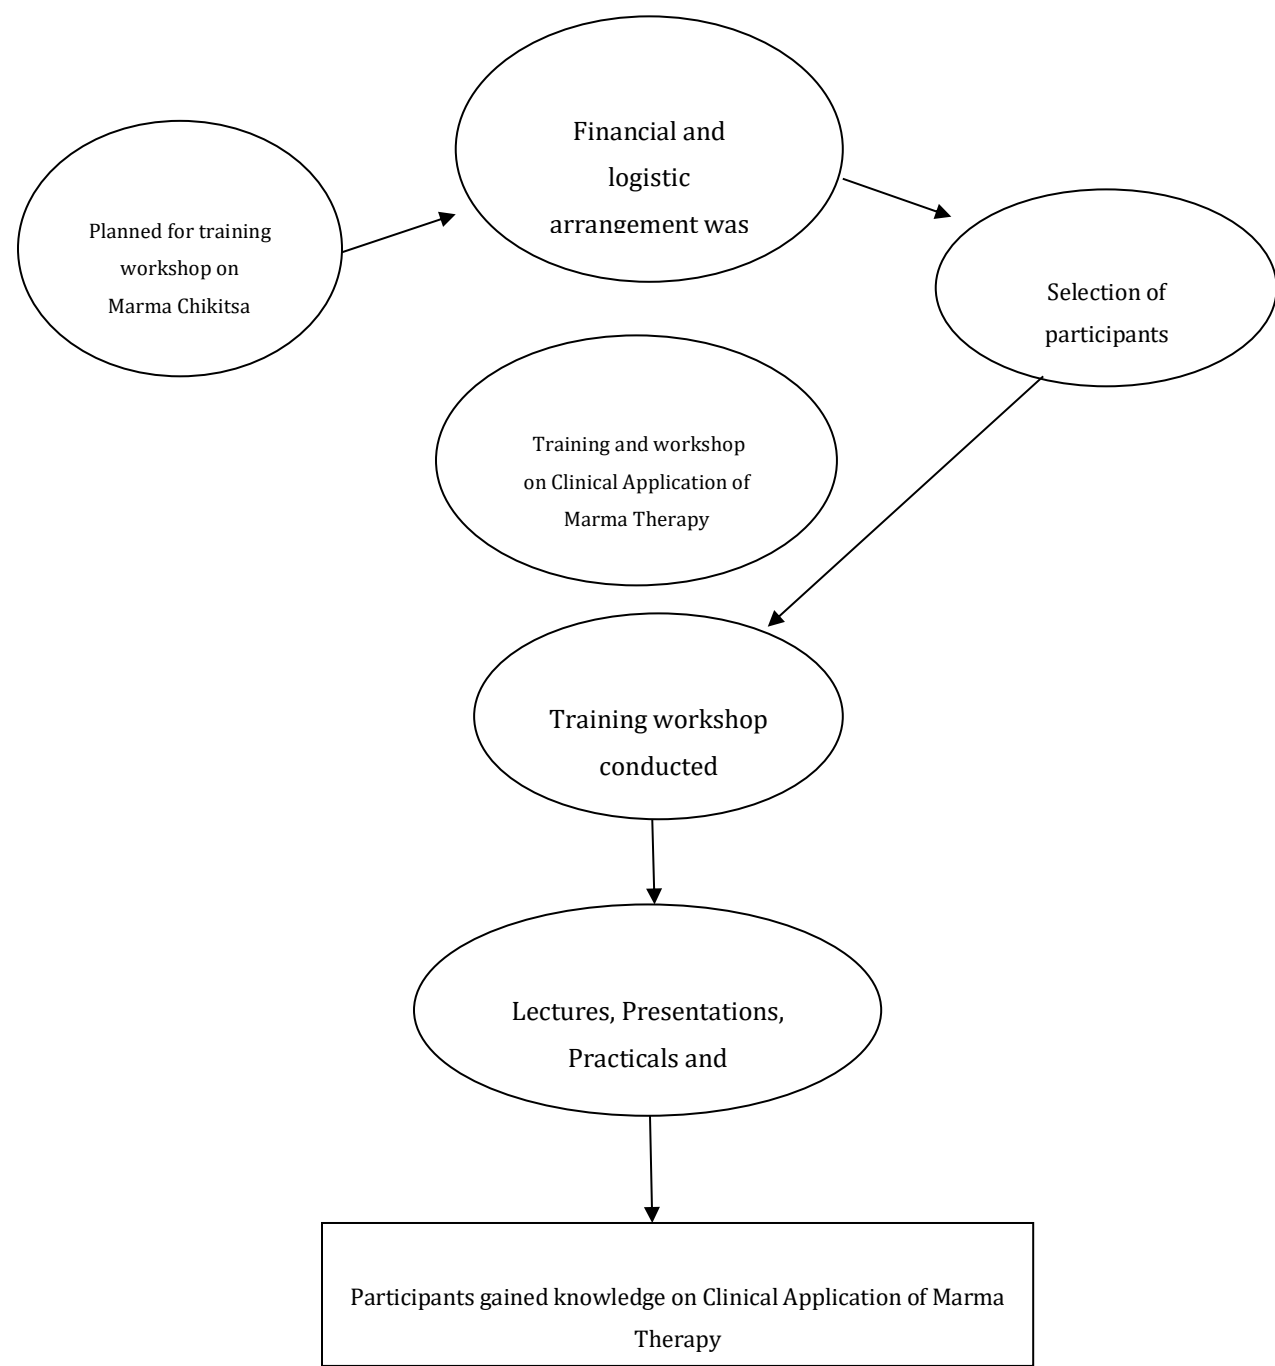 Financial and
logistic
arrangement was
Planned for training
workshop on
Marma Chikitsa
Selection of
participants
Training and workshop
on Clinical Application of
Marma Therapy
Training workshop
conducted
Lectures, Presentations,
Practicals and
Participants gained knowledge on Clinical Application of Marma
Therapy